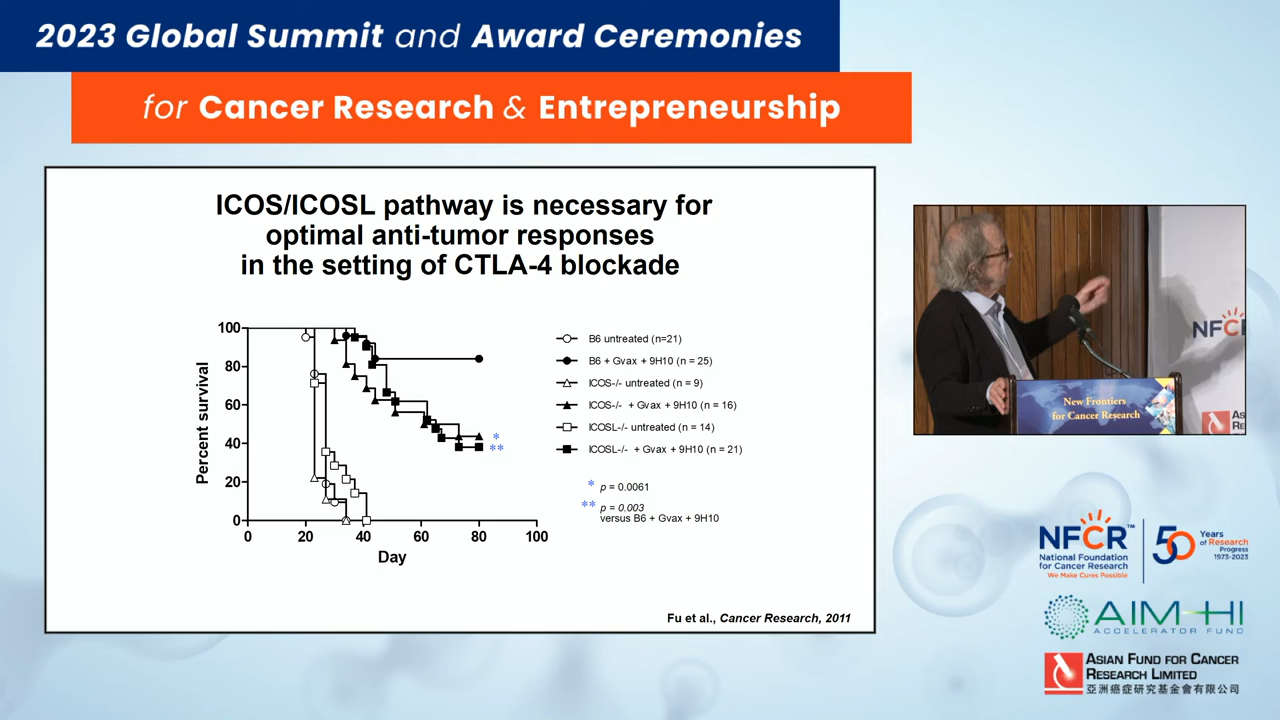 2023 Global Summit and Award Ceremonies
for Cancer Research & Entrepreneurship
ICOS/ICOSL pathway is necessary for
optimal anti-tumor responses
in the setting of CTLA-4 blockade
Percent survival
100
80
60
40
20
0
0
20
40
60
80
100
Day
*
**
B6 untreated (n=21)
B6 + Gvax + 9H10 (n = 25)
ICOS-/- untreated (n = 9)
ICOS-/- + Gvax + 9H10 (n = 16)
ICOSL-/- untreated (n = 14)
ICOSL-/- + Gvax + 9H10 (n = 21)
* p = 0.0061
** p = 0.003
versus B6 + Gvax + 9H10
Fu et al., Cancer Research, 2011
NFC
New Frontiers
for Cancer Research
As
Re
NFCR™
National Foundation
for Cancer Research
We Make Cures Possible
50 Years
of Research
Progress
1973-2023
AIM-HI
ACCELERATOR FUND
Asian Fund for Cancer
Research Limited
亞洲癌症研究基金會有限公司